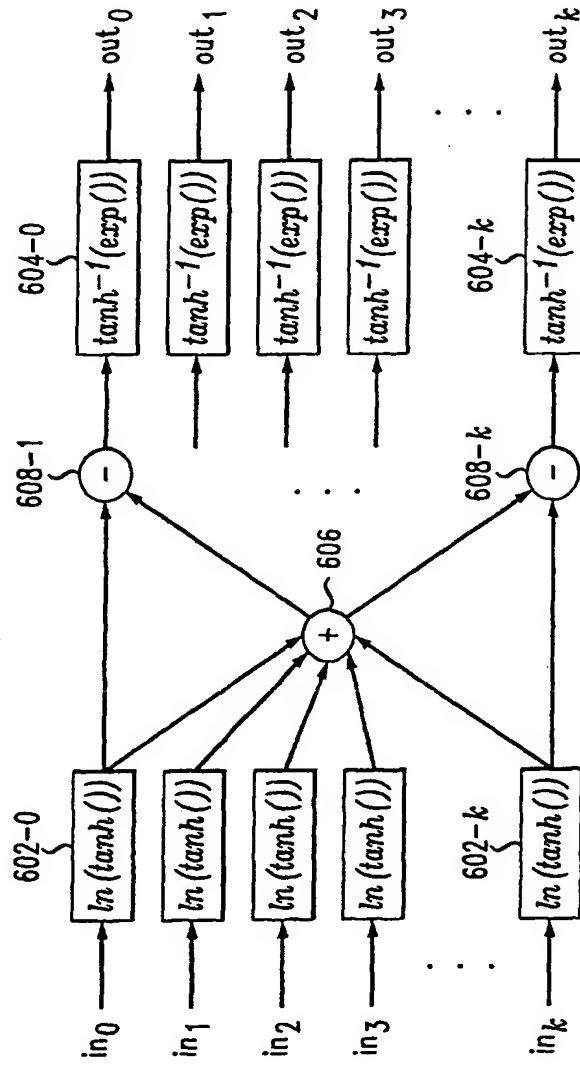 602-0
608-1
604-0
in0
ln(tanh())
-
tanh-1(exp())
out0
in1
ln(tanh())
tanh-1(exp())
out1
in2
ln(tanh())
606
+
tanh-1(exp())
out2
in3
ln(tanh())
tanh-1(exp())
out3
. . .
. . .
. . .
602-k
608-k
604-k
ink
ln(tanh())
-
tanh-1(exp())
outk